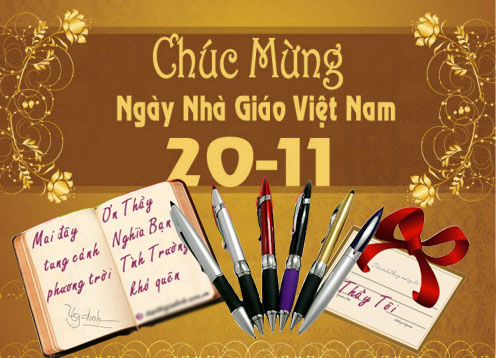 Chúc Mừng
Ngày Nhà Giáo Việt Nam
20-11
Mai đây
tung cánh
phương trời
Ơn Thầy
Nghĩa Bạn
Tình Trường
khó quên
Thầy Tôi